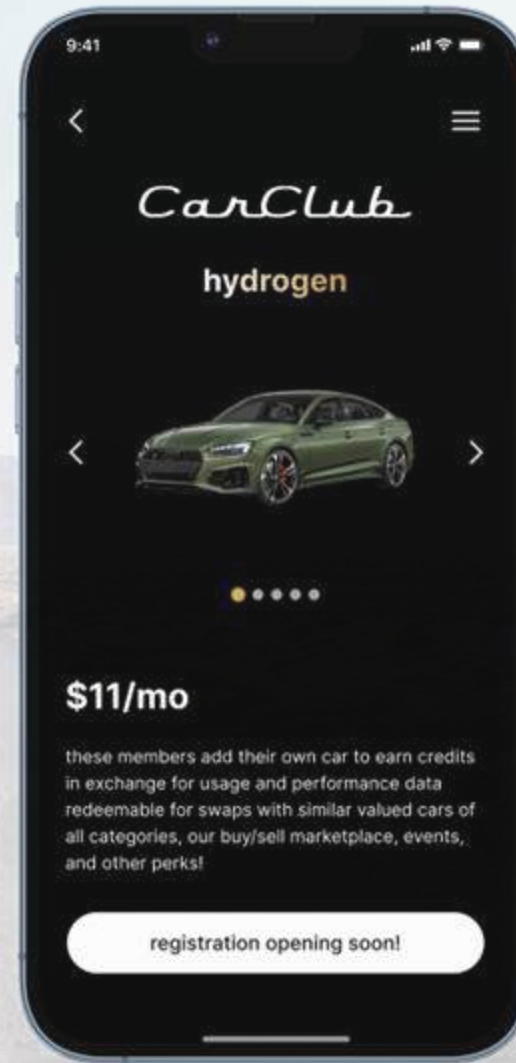 9:41
CarClub
hydrogen
$11/mo
these members add their own car to earn credits
in exchange for usage and performance data
redeemable for swaps with similar valued cars of
all categories, our buy/sell marketplace, events,
and other perks!
registration opening soon!